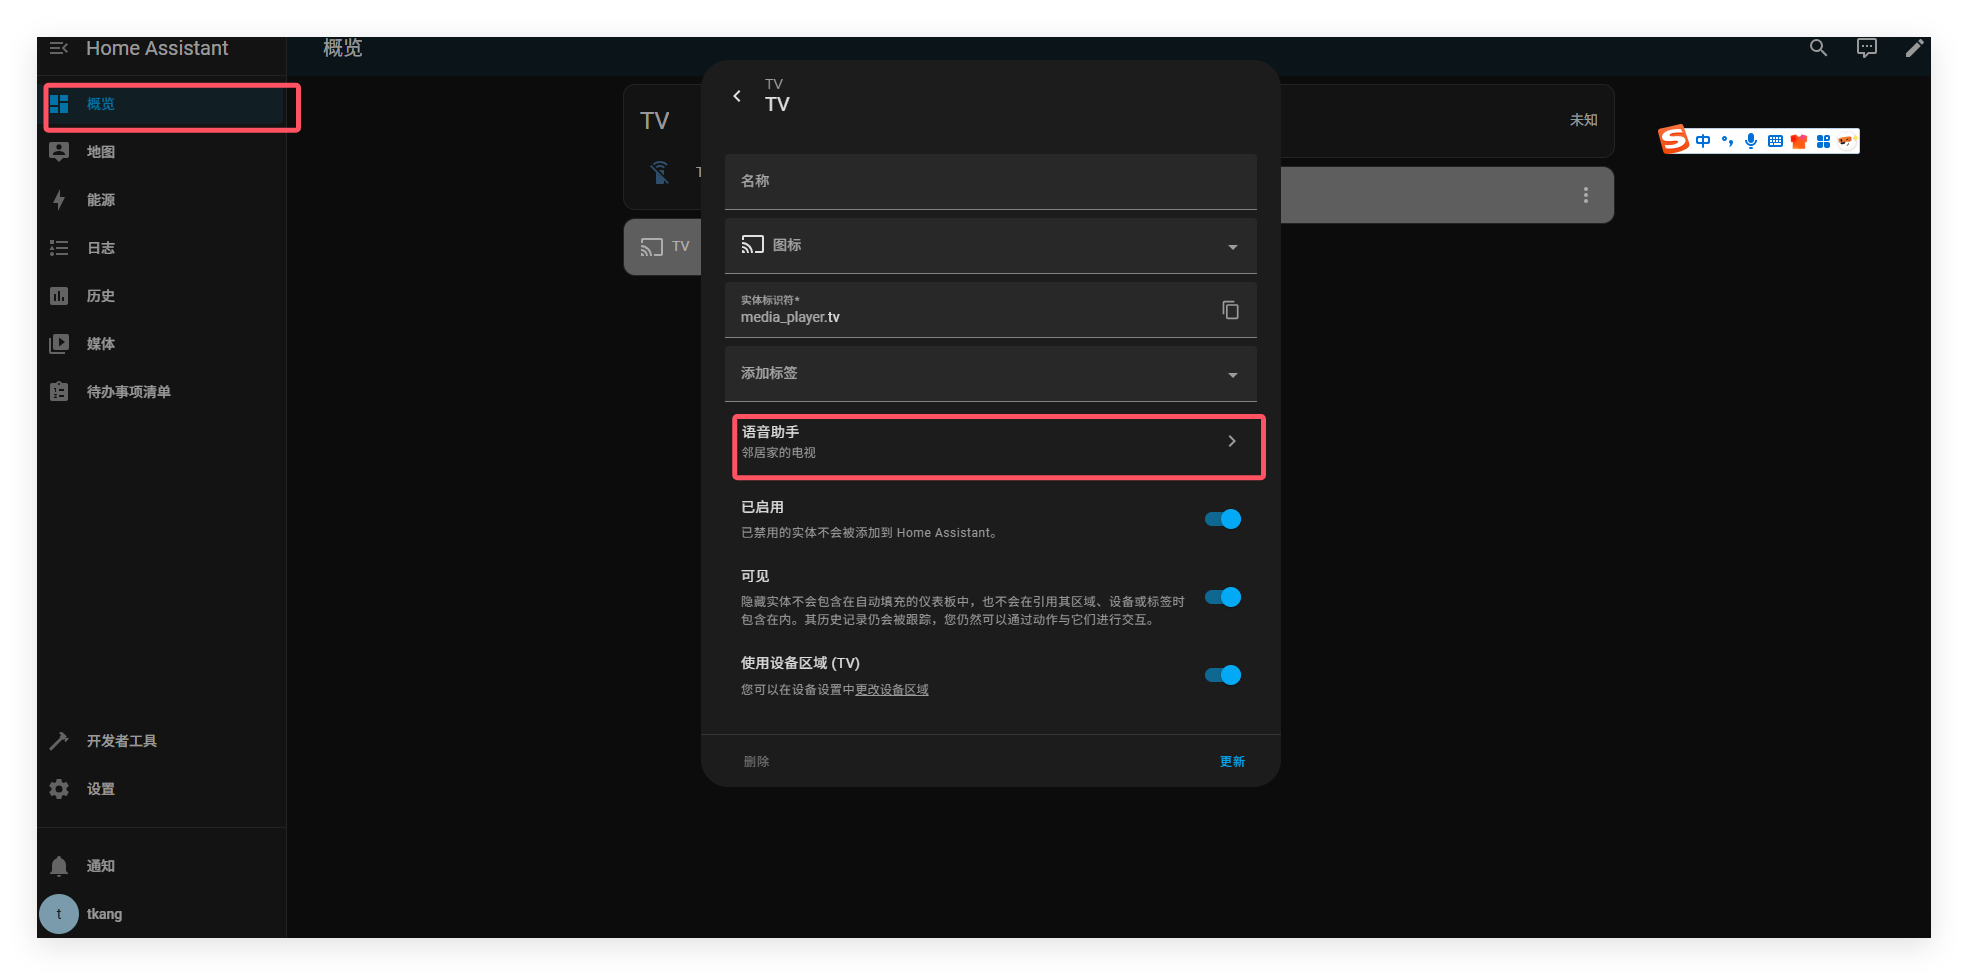 Home Assistant
概览
概览
地图
能源
日志
历史
媒体
待办事项清单
开发者工具
设置
通知
t
tkang
TV
T
TV
未知
TV
TV
名称
图标
实体标识符*
media_player.tv
添加标签
语音助手
邻居家的电视
已启用
已禁用的实体不会被添加到 Home Assistant。
可见
隐藏实体不会包含在自动填充的仪表板中，也不会在引用其区域、设备或标签时
包含在内。其历史记录仍会被跟踪，您仍然可以通过动作与它们进行交互。
使用设备区域 (TV)
您可以在设备设置中更改设备区域
删除
更新
S
中